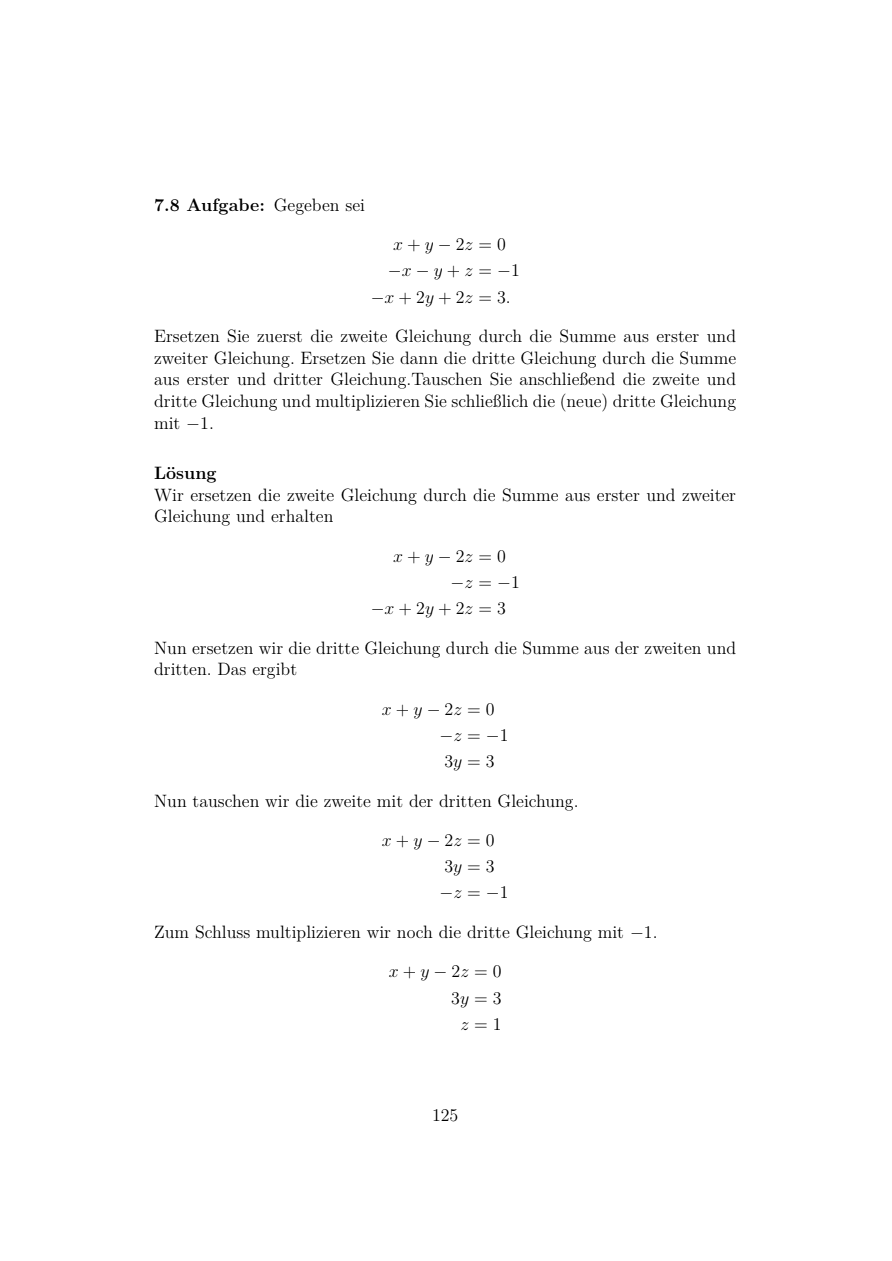 7.8 Aufgabe: Gegeben sei
x + y − 2z = 0
−x − y + z = −1
−x + 2y + 2z = 3.
Ersetzen Sie zuerst die zweite Gleichung durch die Summe aus erster und
zweiter Gleichung. Ersetzen Sie dann die dritte Gleichung durch die Summe
aus erster und dritter Gleichung.Tauschen Sie anschließend die zweite und
dritte Gleichung und multiplizieren Sie schließlich die (neue) dritte Gleichung
mit −1.
Lösung
Wir ersetzen die zweite Gleichung durch die Summe aus erster und zweiter
Gleichung und erhalten
x + y − 2z = 0
−z = −1
−x + 2y + 2z = 3
Nun ersetzen wir die dritte Gleichung durch die Summe aus der zweiten und
dritten. Das ergibt
x + y − 2z = 0
−z = −1
3y = 3
Nun tauschen wir die zweite mit der dritten Gleichung.
x + y − 2z = 0
3y = 3
−z = −1
Zum Schluss multiplizieren wir noch die dritte Gleichung mit −1.
x + y − 2z = 0
3y = 3
z = 1
125